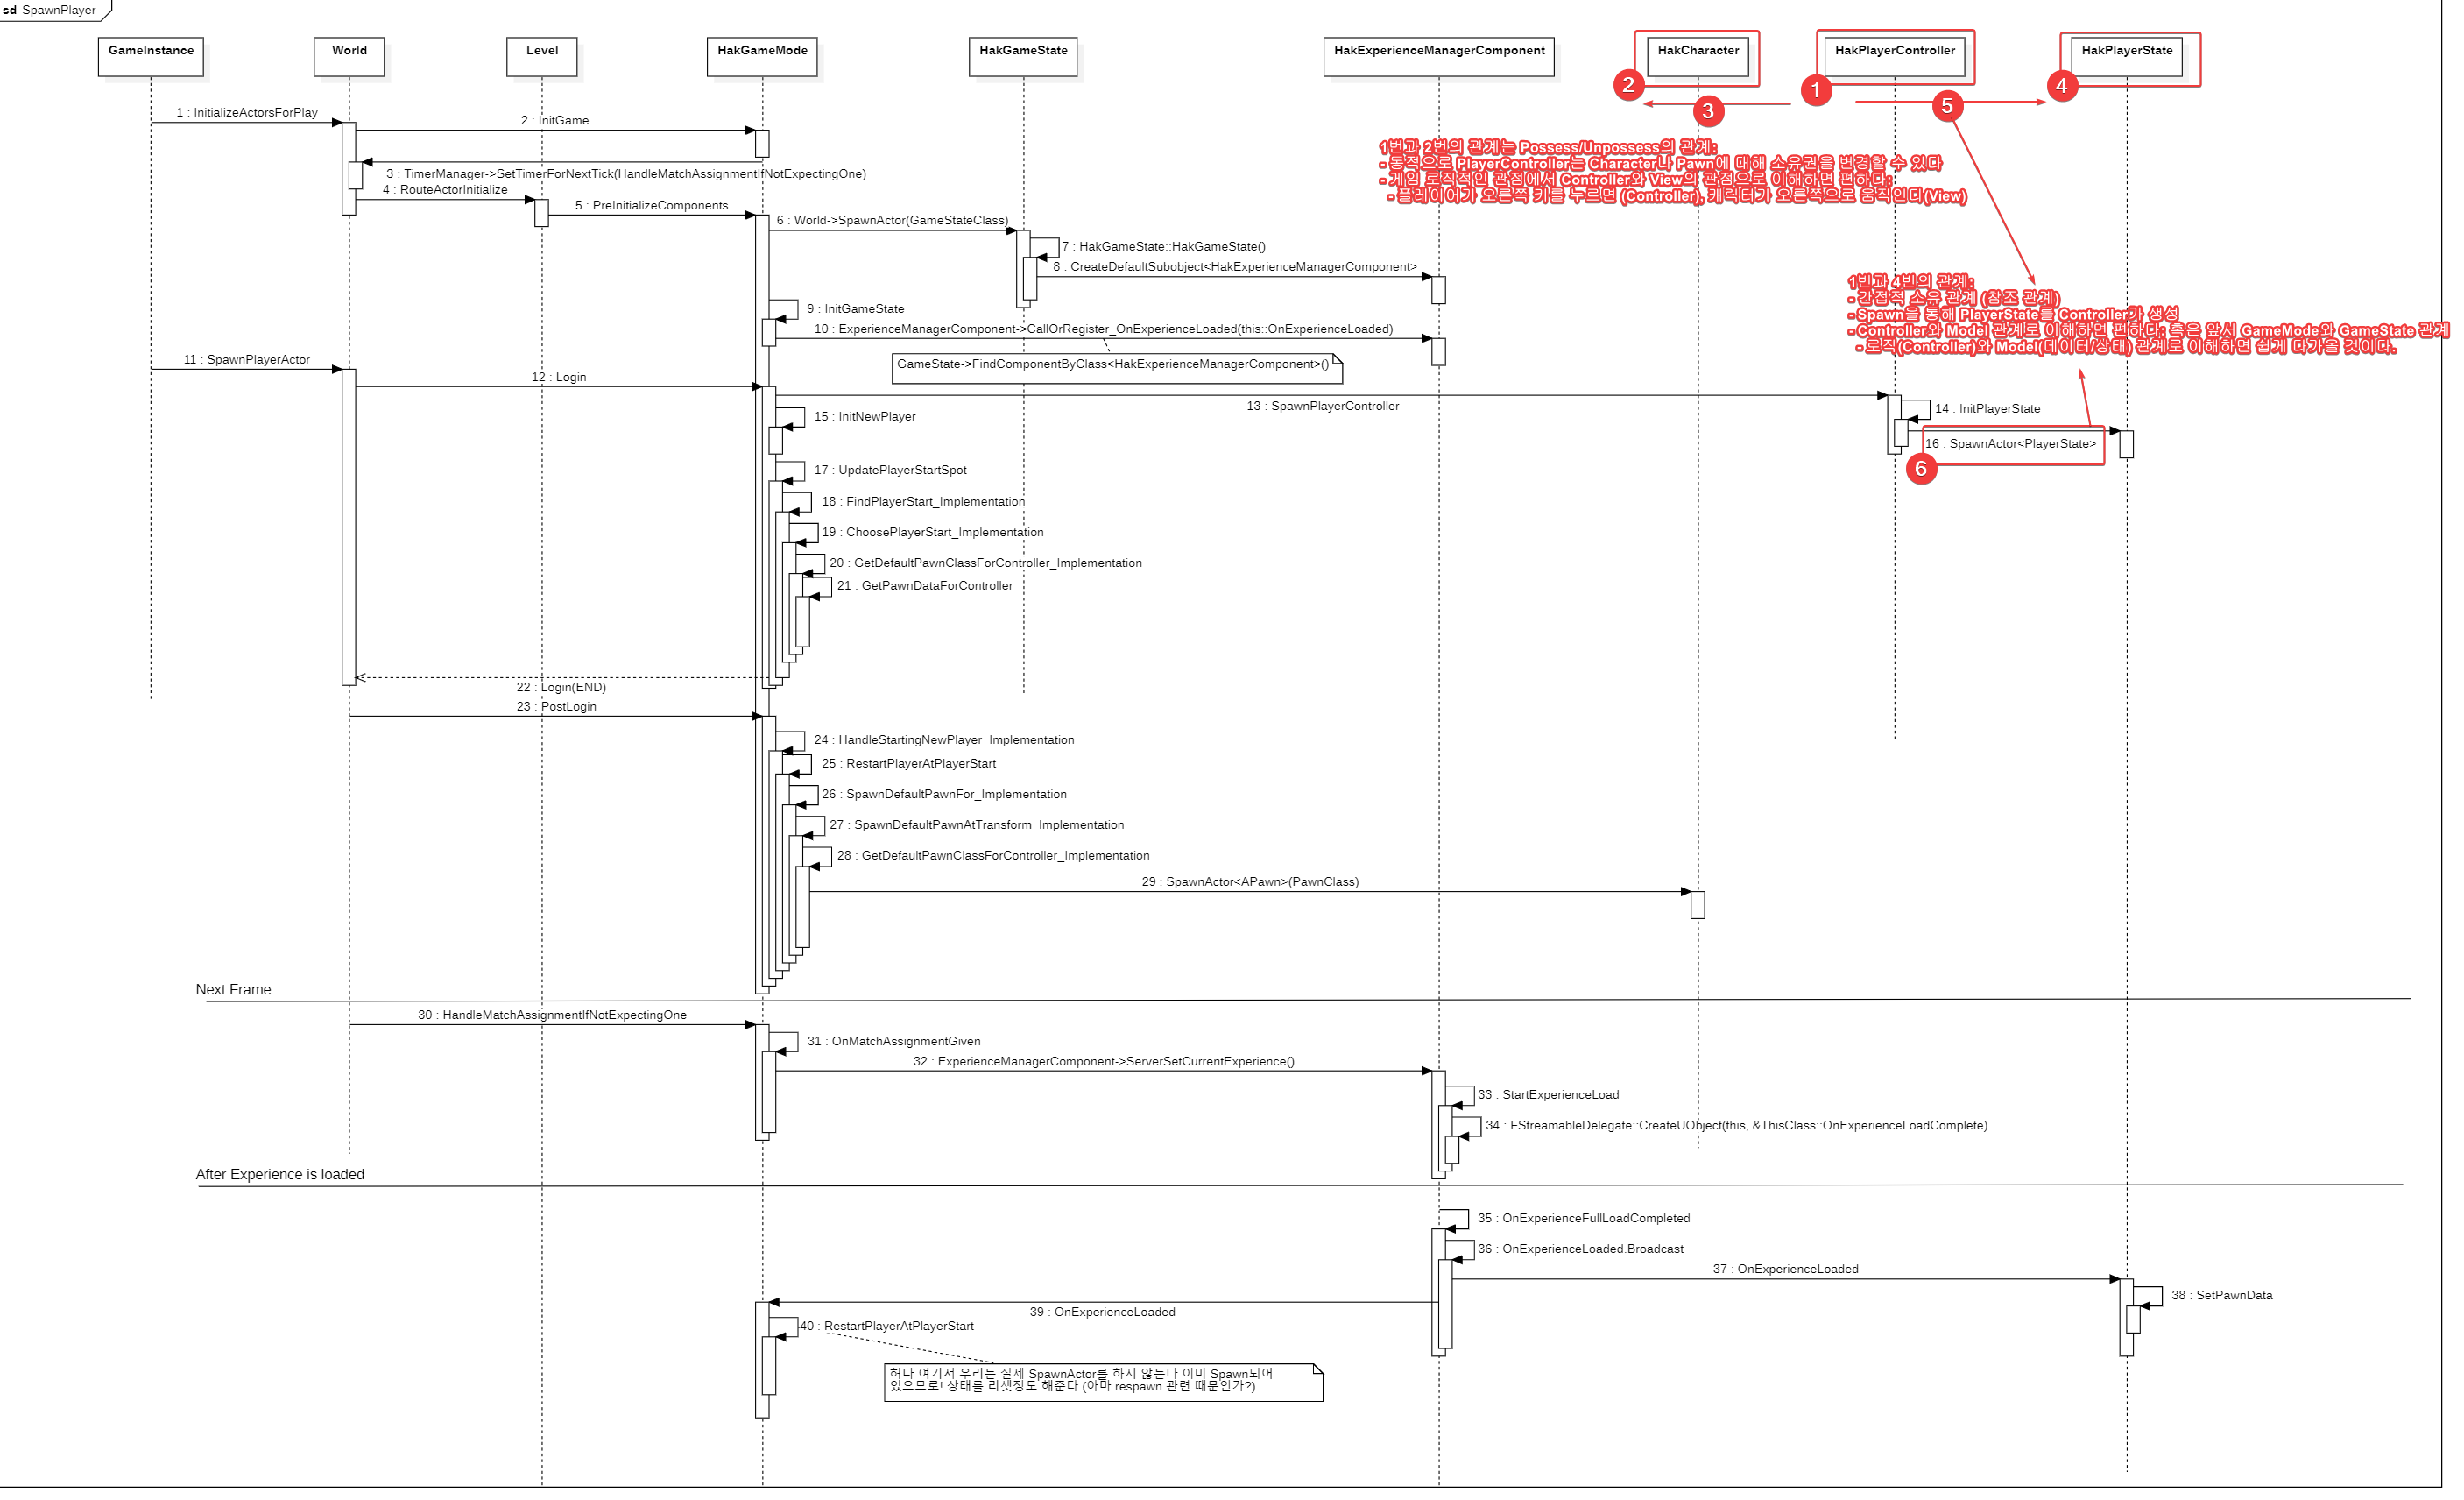 sd SpawnPlayer
GameInstance
World
Level
HakGameMode
HakGameState
HakExperienceManagerComponent
HakCharacter
HakPlayerController
HakPlayerState
2
1
4
3
5
1 : InitializeActorsForPlay
2 : InitGame
3 : TimerManager->SetTimerForNextTick(HandleMatchAssignmentIfNotExpectingOne)
4 : RouteActorInitialize
5 : PreInitializeComponents
6 : World->SpawnActor(GameStateClass)
7 : HakGameState::HakGameState()
8 : CreateDefaultSubobject<HakExperienceManagerComponent>
1번과 2번의 관계는 Possess/Unpossess의 관계:
- 동적으로 PlayerController는 Character나 Pawn에 대해 소유권을 변경할 수 있다
- 게임 로직적인 관점에서 Controller와 View의 관점으로 이해하면 편하다:
- 플레이어가 오른쪽 키를 누르면 (Controller), 캐릭터가 오른쪽으로 움직인다(View)
1번과 4번의 관계:
- 간접적 소유 관계 (참조 관계)
- Spawn을 통해 PlayerState를 Controller가 생성
- Controller와 Model 관계로 이해하면 편하다: 혹은 앞서 GameMode와 GameState 관계
- 로직(Controller)와 Model(데이터/상태) 관계로 이해하면 쉽게 다가올 것이다.
9 : InitGameState
10 : ExperienceManagerComponent->CallOrRegister_OnExperienceLoaded(this::OnExperienceLoaded)
GameState->FindComponentByClass<HakExperienceManagerComponent>()
11 : SpawnPlayerActor
12 : Login
13 : SpawnPlayerController
14 : InitPlayerState
15 : InitNewPlayer
16 : SpawnActor<PlayerState>
6
17 : UpdatePlayerStartSpot
18 : FindPlayerStart_Implementation
19 : ChoosePlayerStart_Implementation
20 : GetDefaultPawnClassForController_Implementation
21 : GetPawnDataForController
22 : Login(END)
23 : PostLogin
24 : HandleStartingNewPlayer_Implementation
25 : RestartPlayerAtPlayerStart
26 : SpawnDefaultPawnFor_Implementation
27 : SpawnDefaultPawnAtTransform_Implementation
28 : GetDefaultPawnClassForController_Implementation
29 : SpawnActor<APawn>(PawnClass)
Next Frame
30 : HandleMatchAssignmentIfNotExpectingOne
31 : OnMatchAssignmentGiven
32 : ExperienceManagerComponent->ServerSetCurrentExperience()
33 : StartExperienceLoad
34 : FStreamableDelegate::CreateUObject(this, &ThisClass::OnExperienceLoadComplete)
After Experience is loaded
35 : OnExperienceFullLoadCompleted
36 : OnExperienceLoaded.Broadcast
37 : OnExperienceLoaded
38 : SetPawnData
39 : OnExperienceLoaded
40 : RestartPlayerAtPlayerStart
허나 여기서 우리는 실제 SpawnActor를 하지 않는다 이미 Spawn되어
있으므로! 상태를 리셋정도 해준다 (아마 respawn 관련 때문인가?)